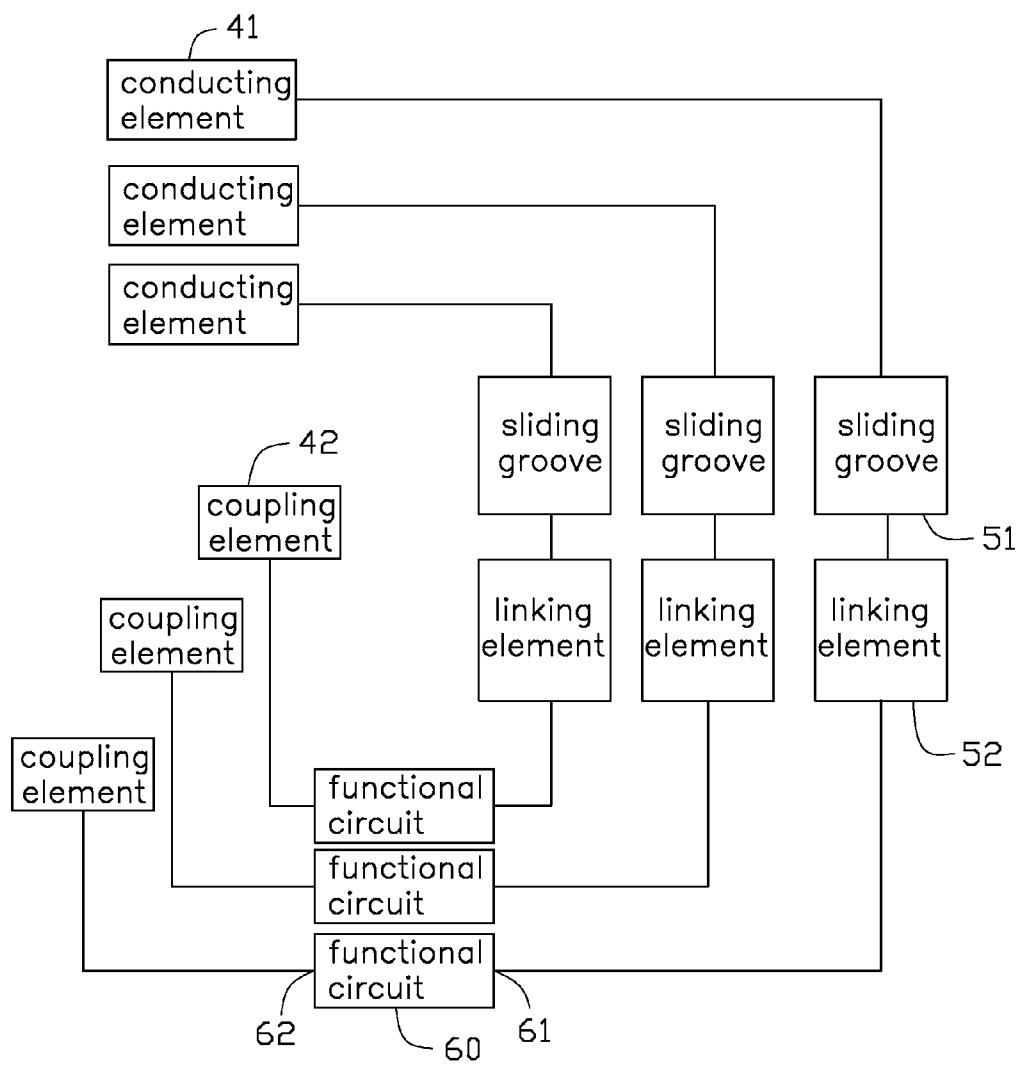 41
conducting
element
conducting
element
conducting
element
sliding
groove
sliding
groove
sliding
groove
51
42
coupling
element
linking
element
linking
element
linking
element
52
coupling
element
coupling
element
functional
circuit
functional
circuit
functional
circuit
62
61
60